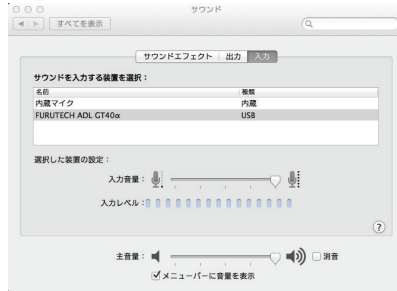 サウンド
すべてを表示
サウンドエフェクト 出力 入力
サウンドを入力する装置を選択：
名前 種類
内蔵マイク 内蔵
FURUTECH ADL GT40α USB
選択した装置の設定：
入力音量：
入力レベル：
?
主音量： 消音
メニューバーに音量を表示